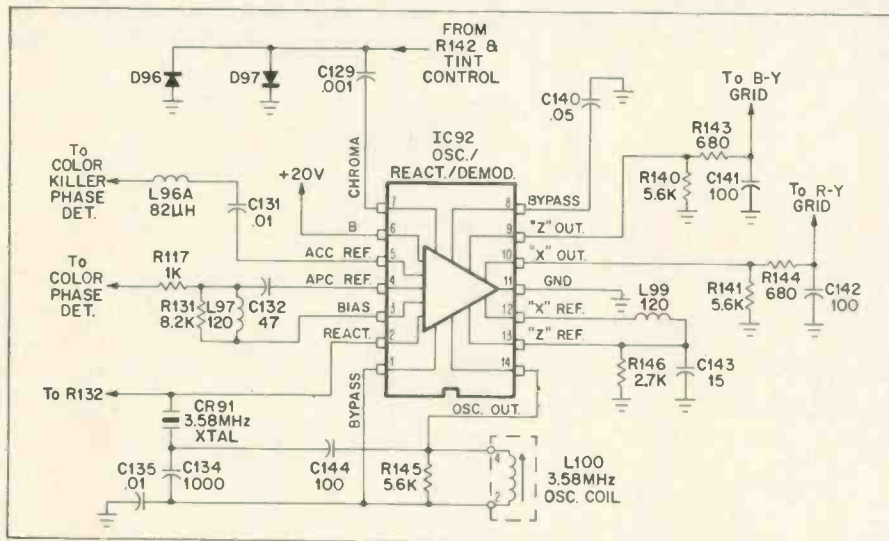 FROM
R142 &
TINT
CONTROL
D96
D97
C129
.001
To B-Y
GRID
C140
.05
R143
680
To
COLOR
KILLER
PHASE
DET.
+20V
CHROMA
IC92
OSC./
REACT./DEMOD.
R140
5.6K
C141
100
To R-Y
GRID
L96A
82µH
C131
.01
7
8
BYPASS
B
6
9
"Z" OUT.
ACC REF.
5
10
"X" OUT.
To
COLOR
PHASE
DET.
R117
1K
APC REF.
4
11
GND
R141
5.6K
R144
680
C142
100
L99
120
R131
8.2K
L97
120
C132
47
BIAS
3
12
"X" REF.
REACT.
2
13
"Z" REF.
1
14
R146
2.7K
C143
15
BYPASS
To R132
OSC. OUT.
CR91
3.58MHz
XTAL
C135
.01
C134
1000
C144
100
R145
5.6K
4
2
L100
3.58MHz
OSC. COIL